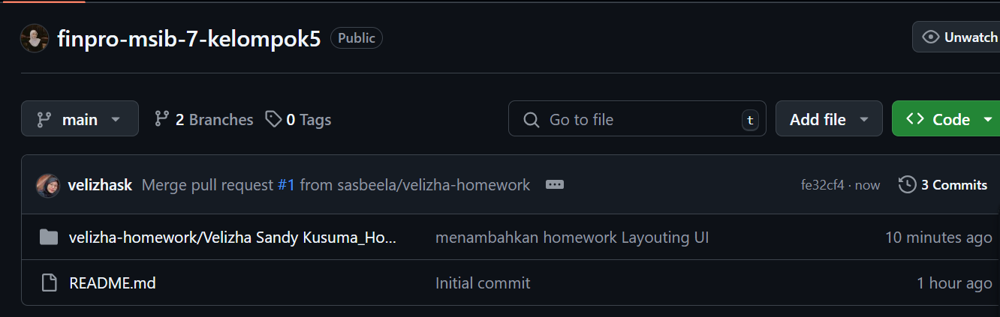 finpro-msib-7-kelompok5 Public Unwatch
main 2 Branches 0 Tags Go to file t Add file Code
velizhask Merge pull request #1 from sasbeela/velizha-homework fe32cf4 · now 3 Commits
velizha-homework/Velizha Sandy Kusuma_Ho... menambahkan homework Layouting UI 10 minutes ago
README.md Initial commit 1 hour ago